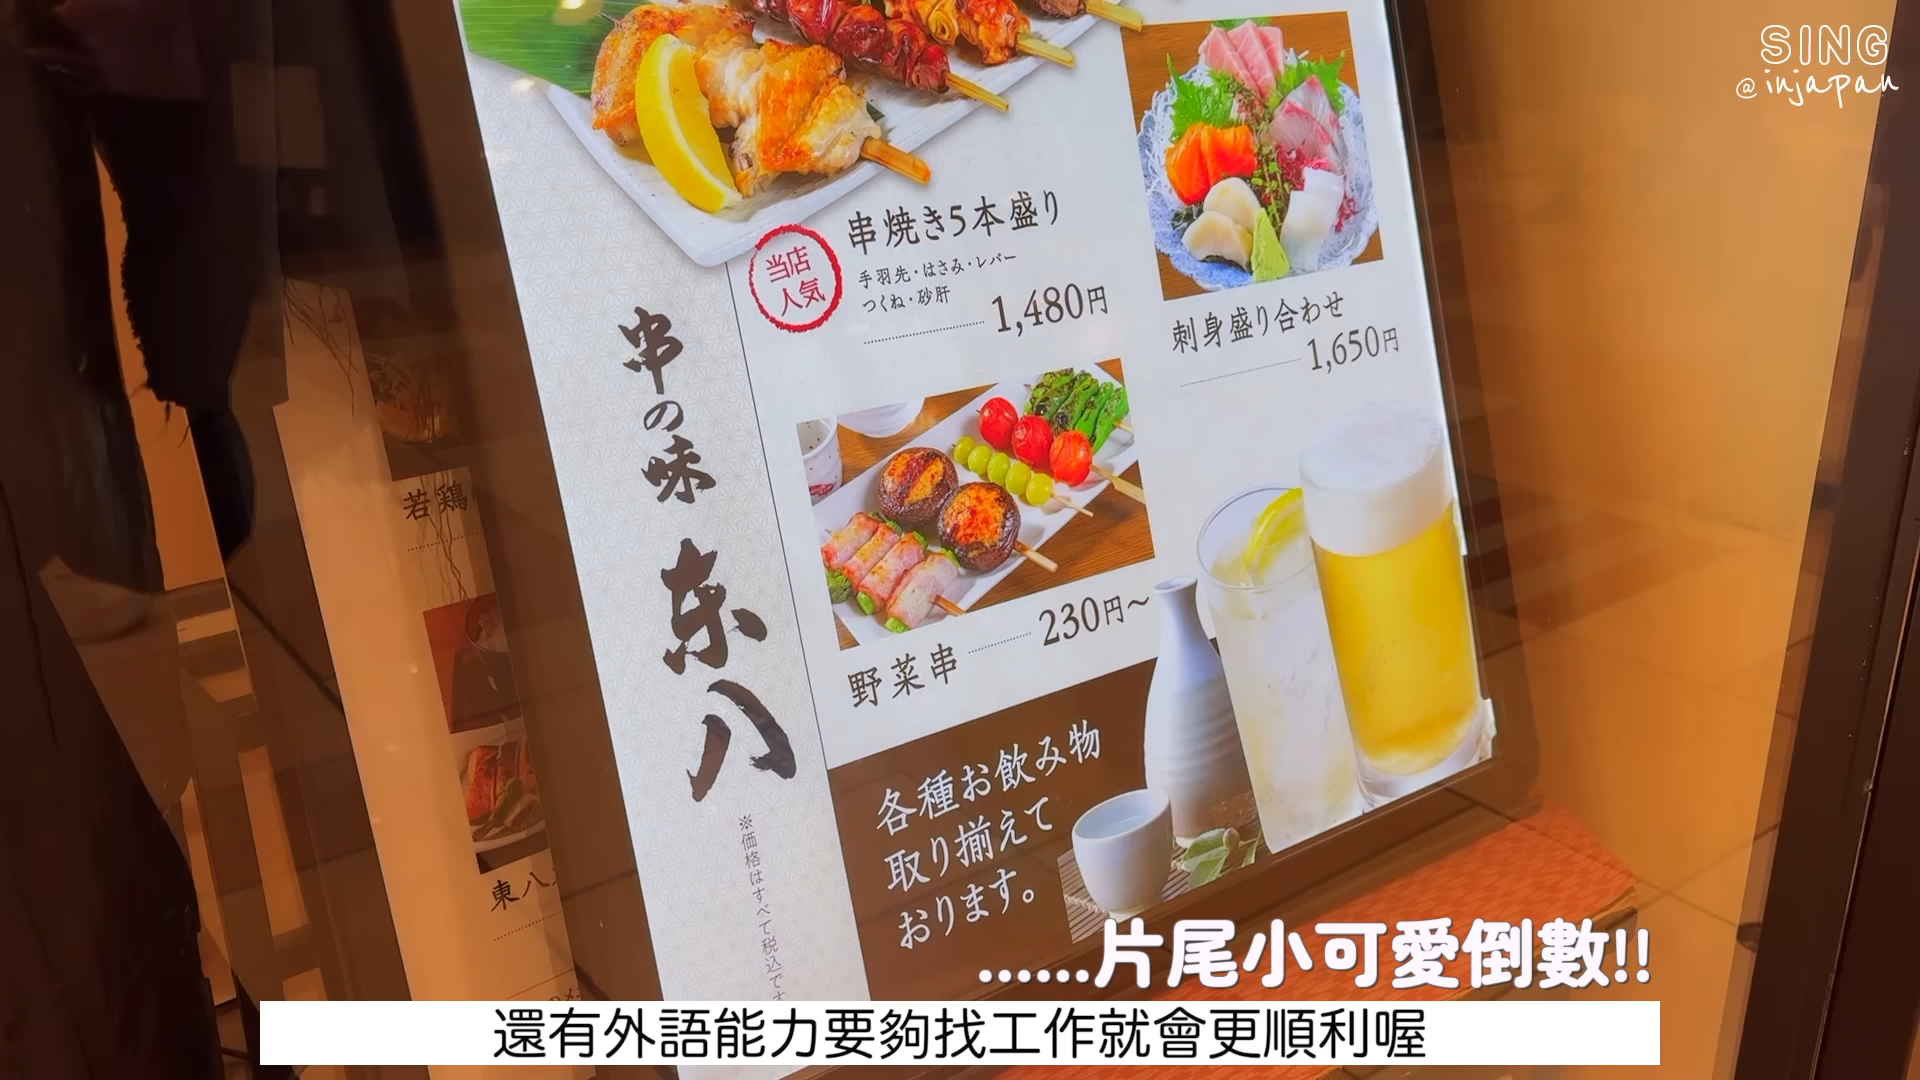 SING
@injapan
当店
人気
串焼き5本盛り
手羽先・はさみ・レバー
つくね・砂肝
1,480円
刺身盛り合わせ
1,650円
串の味 東八
野菜串
230円～
各種お飲み物
取り揃えて
おります。
※価格はすべて税込です
若鶏
東八
......片尾小可愛倒數!!
還有外語能力要夠找工作就會更順利喔